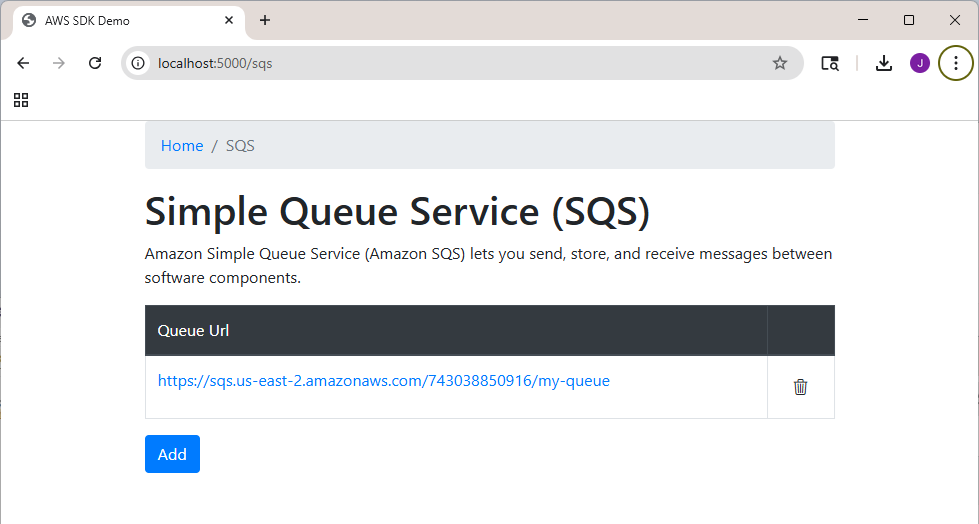 AWS SDK Demo
localhost:5000/sqs
J
Home / SQS
Simple Queue Service (SQS)
Amazon Simple Queue Service (Amazon SQS) lets you send, store, and receive messages between
software components.
Queue Url
https://sqs.us-east-2.amazonaws.com/743038850916/my-queue
Add